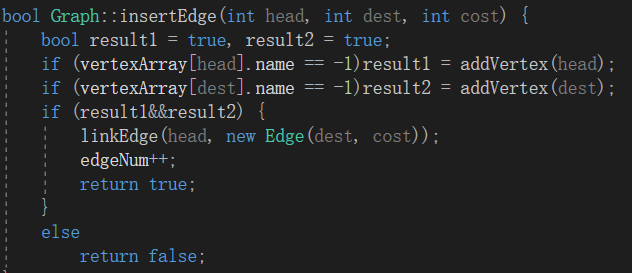 bool Graph::insertEdge(int head, int dest, int cost) {
bool result1 = true, result2 = true;
if (vertexArray[head].name == -1)result1 = addVertex(head);
if (vertexArray[dest].name == -1)result2 = addVertex(dest);
if (result1&&result2) {
linkEdge(head, new Edge(dest, cost));
edgeNum++;
return true;
}
else
return false;